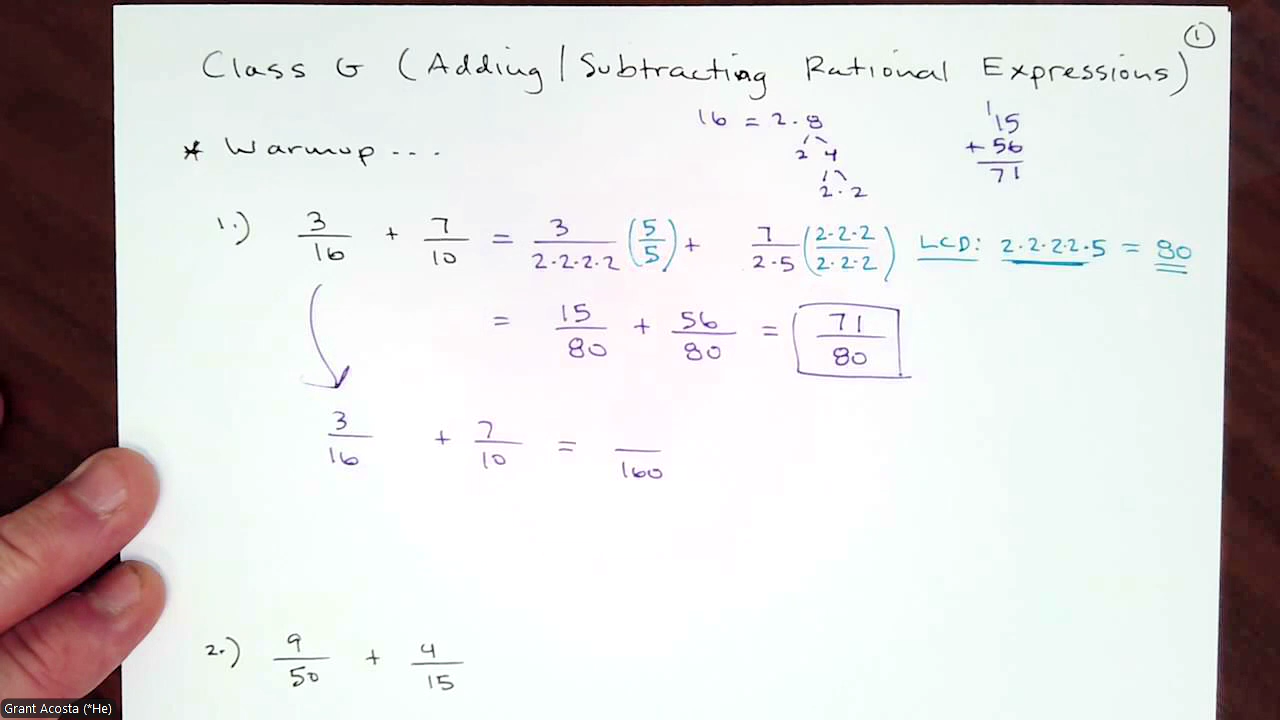 ①
Class G (Adding | Subtracting Rational Expressions)
16 = 2·8
2 4
2·2
1
15
+ 56
71
* Warmup ---
1.) 3/16 + 7/10 = 3/(2·2·2·2) (5/5) + 7/(2·5) (2·2·2/2·2·2) LCD: 2·2·2·2·5 = 80
= 15/80 + 56/80 = 71/80
3/16 + 7/10 = /160
2.) 9/50 + 4/15
Grant Acosta (*He)